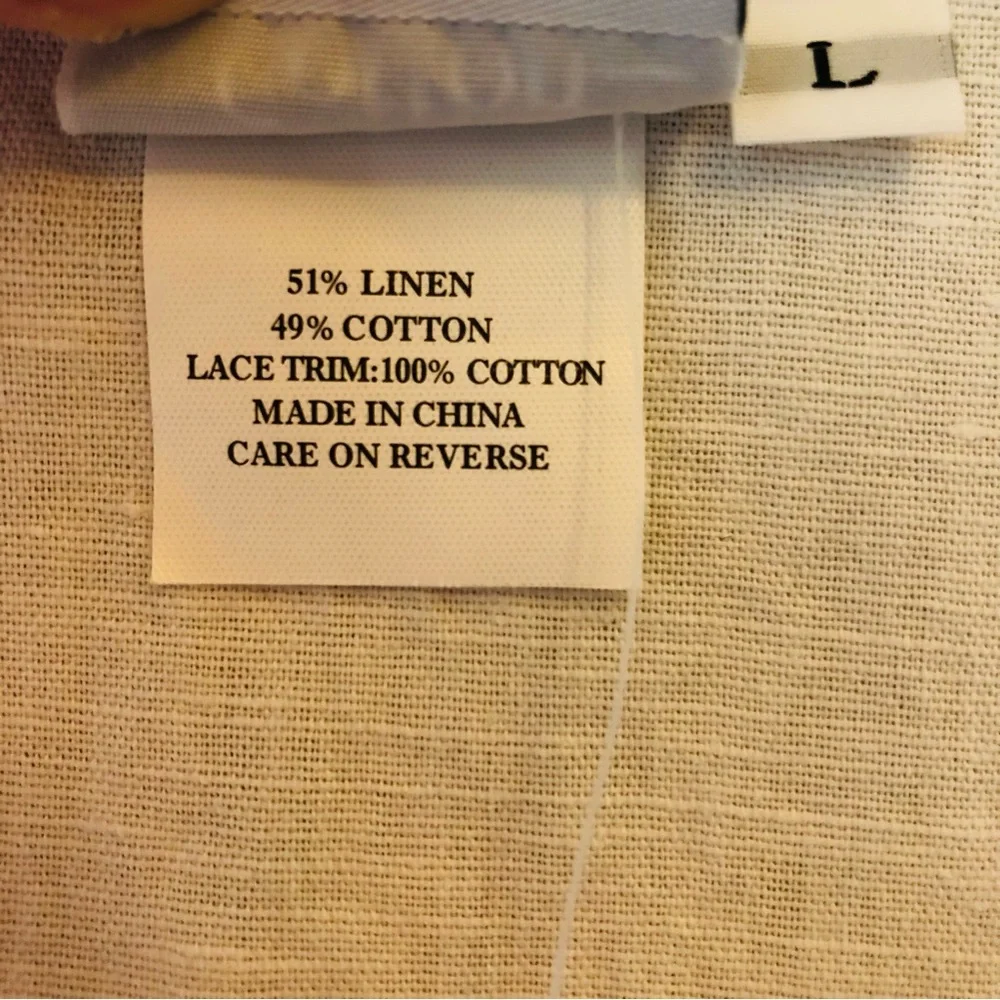 L
51% LINEN
49% COTTON
LACE TRIM:100% COTTON
MADE IN CHINA
CARE ON REVERSE